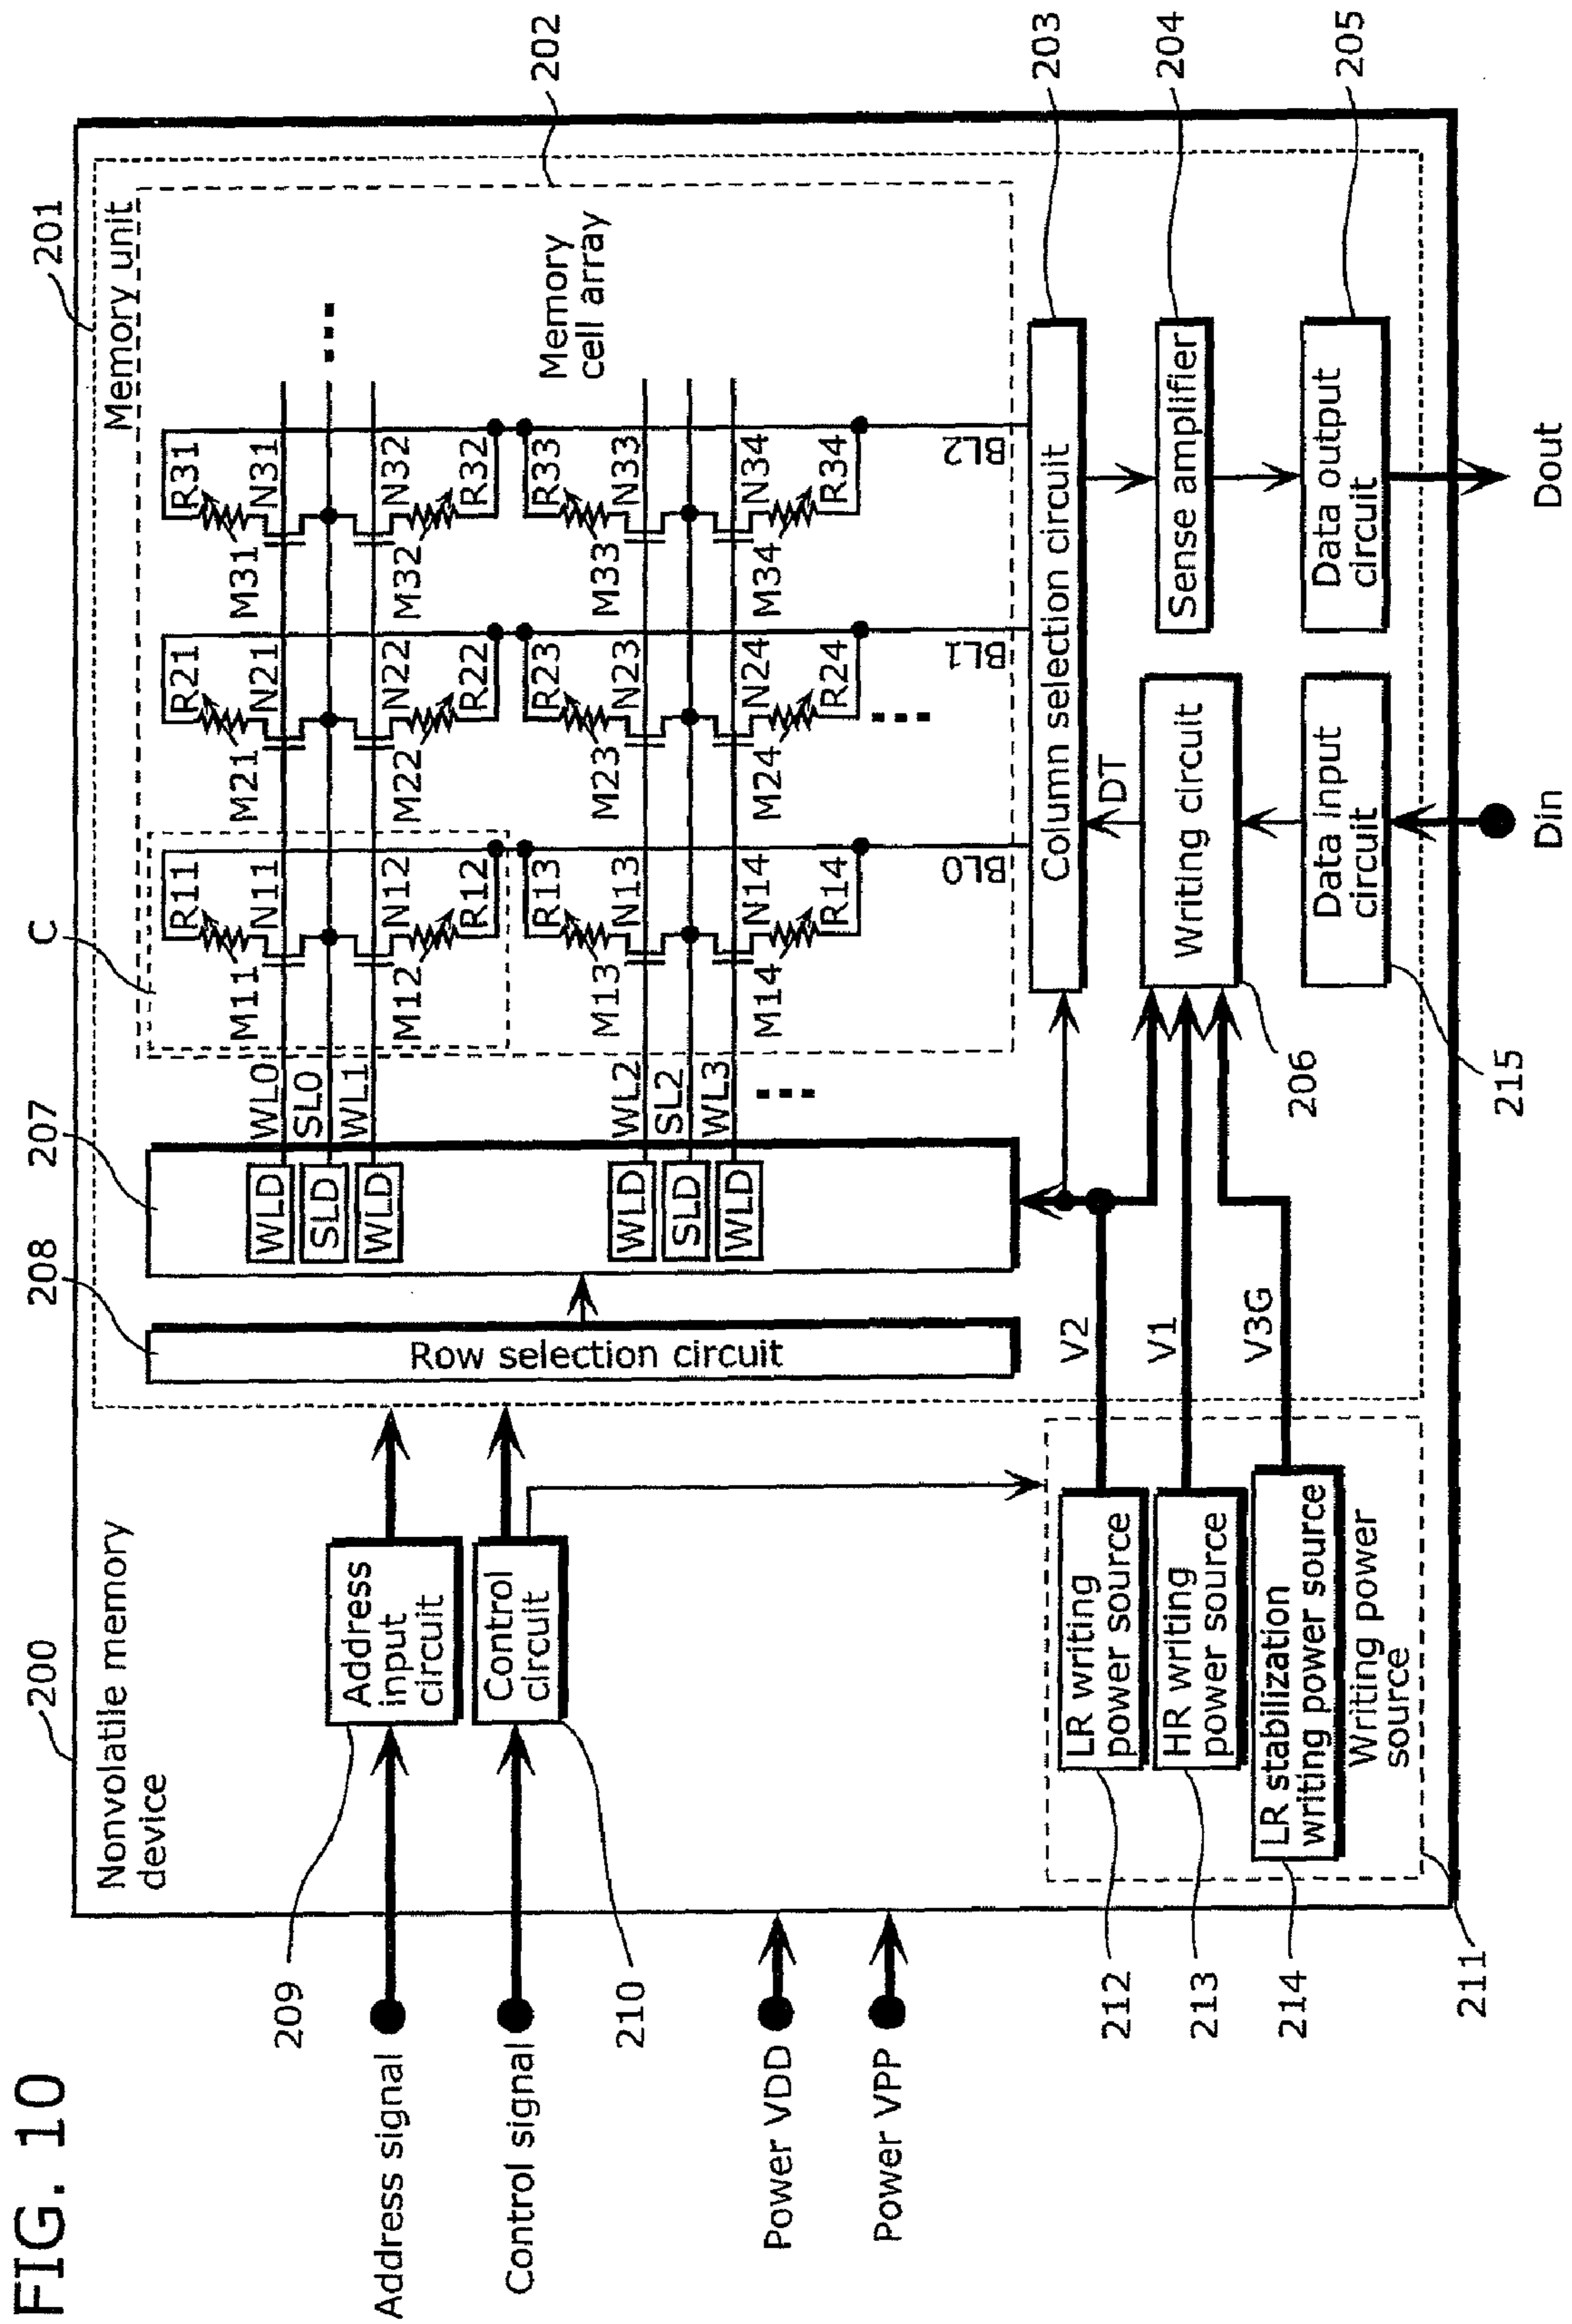 FIG. 10
200
Nonvolatile memory
device
208
207
C
201
Memory unit
202
Address signal
209
Address
input
circuit
Control signal
210
Control
circuit
Power VDD
Power VPP
Row selection circuit
WLD
SLD
WLD
WLD
SLD
WLD
WL0
SL0
WL1
WL2
SL2
WL3
M11
R11
N11
M12
N12
R12
M13
R13
N13
M14
N14
R14
M21
R21
N21
M22
N22
R22
M23
R23
N23
M24
N24
R24
M31
R31
N31
M32
N32
R32
M33
R33
N33
M34
N34
R34
Memory
cell array
BL0
BL1
BL2
Column selection circuit
203
DT
Writing circuit
206
Sense amplifier
204
Data input
circuit
215
Data output
circuit
205
Din
Dout
V2
V1
V3G
212
LR writing
power source
213
HR writing
power source
214
LR stabilization
writing power source
Writing power
source
211